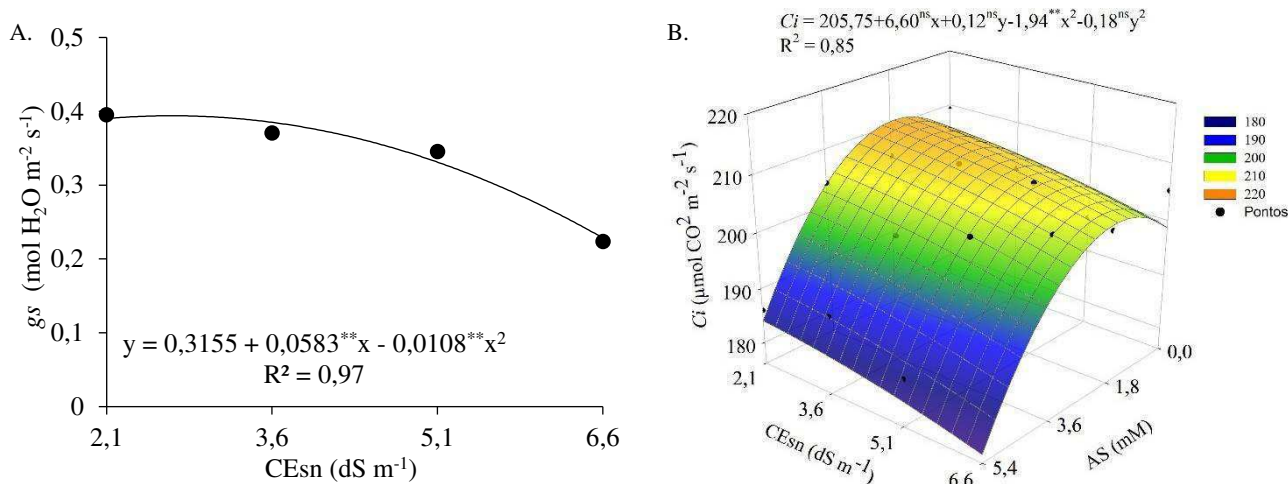 A.
0,5
0,4
0,3
0,2
0,1
0
gs (mol H₂O m⁻² s⁻¹)
y = 0,3155 + 0,0583**x - 0,0108**x²
R² = 0,97
2,1 3,6 5,1 6,6
CEsn (dS m⁻¹)
B.
Ci = 205,75+6,60ⁿˢx+0,12ⁿˢy-1,94**x²-0,18ⁿˢy²
R² = 0,85
220
210
200
190
180
Ci (µmol CO² m⁻² s⁻¹)
2,1
3,6
5,1
6,6
CEsn (dS m⁻¹)
5,4
3,6
1,8
0,0
AS (mM)
180
190
200
210
220
Pontos